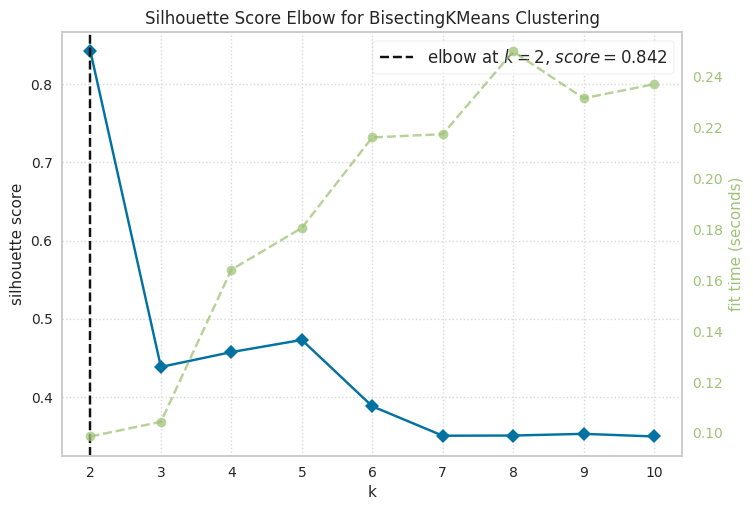 Silhouette Score Elbow for BisectingKMeans Clustering
elbow at k = 2, score = 0.842
silhouette score
0.8
0.7
0.6
0.5
0.4
0.24
0.22
0.20
0.18
0.16
0.14
0.12
0.10
fit time (seconds)
2 3 4 5 6 7 8 9 10
k